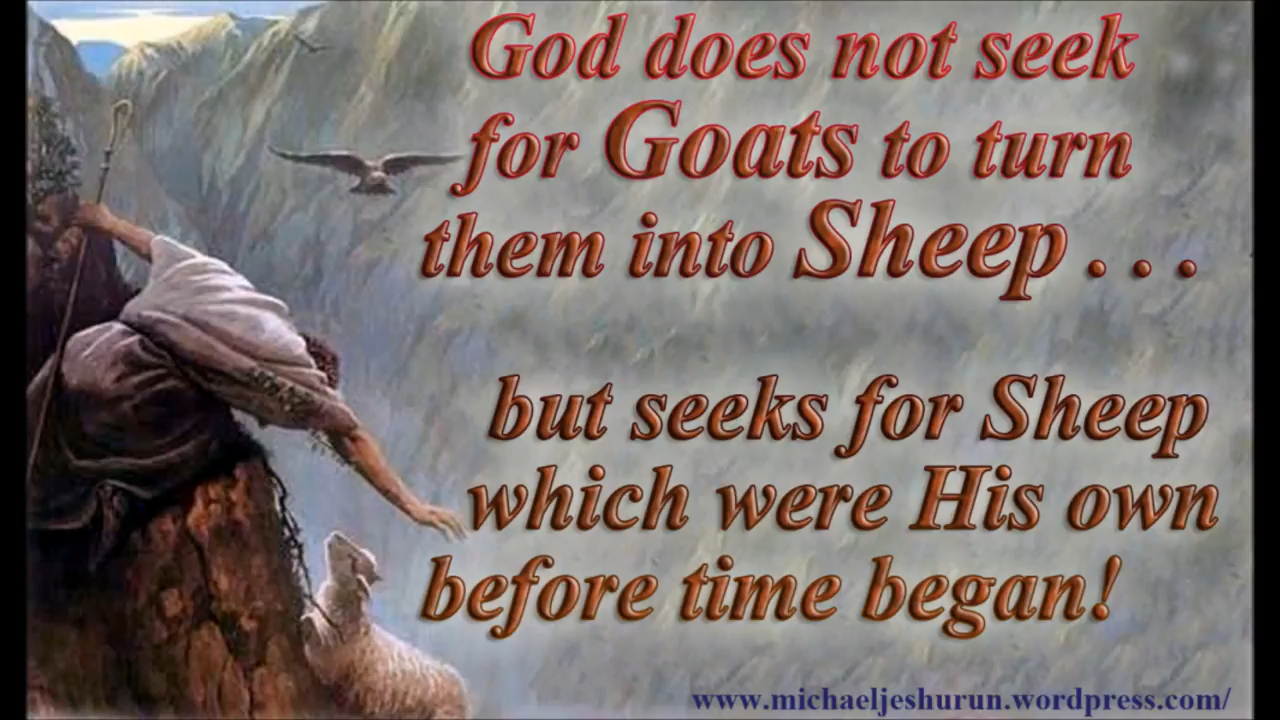 God does not seek
for Goats to turn
them into Sheep . . .
but seeks for Sheep
which were His own
before time began!
www.michaeljeshurun.wordpress.com/